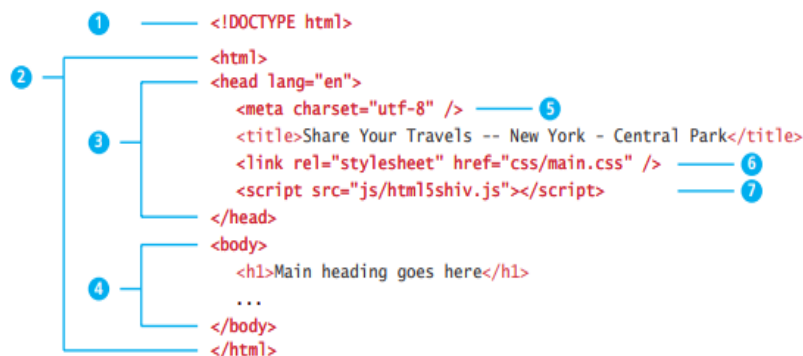 1 <!DOCTYPE html>
2 <html>
<head lang="en">
<meta charset="utf-8" /> 5
3 <title>Share Your Travels -- New York - Central Park</title>
<link rel="stylesheet" href="css/main.css" /> 6
<script src="js/html5shiv.js"></script> 7
</head>
<body>
<h1>Main heading goes here</h1>
4 ...
</body>
</html>